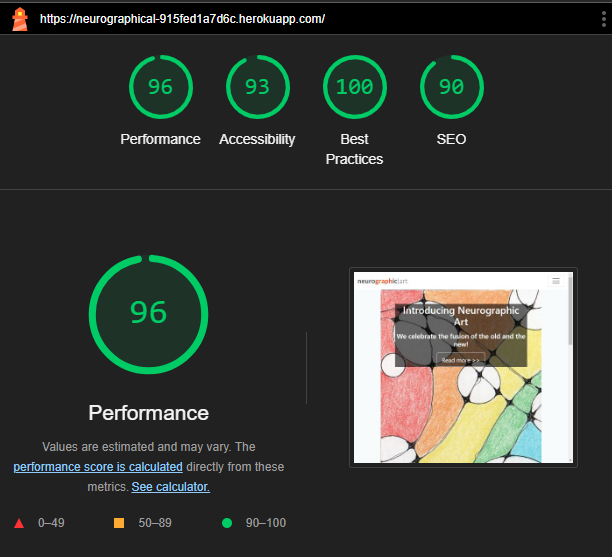 https://neurographical-915fed1a7d6c.herokuapp.com/
96 93 100 90
Performance Accessibility Best Practices SEO
96
Performance
Values are estimated and may vary. The
performance score is calculated directly from these
metrics. See calculator.
0–49 50–89 90–100
neurographic|art
Introducing Neurographic
Art
We celebrate the fusion of the old and the
new!
Read more >>